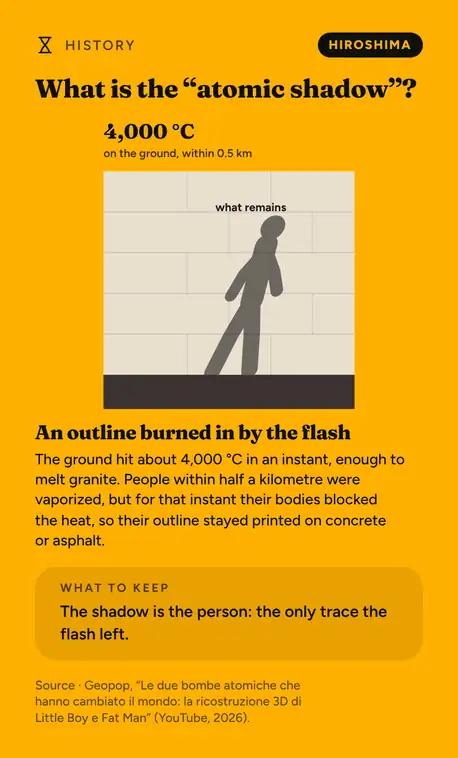 HISTORY
HIROSHIMA
What is the “atomic shadow”?
4,000 °C
on the ground, within 0.5 km
what remains
An outline burned in by the flash
The ground hit about 4,000 °C in an instant, enough to
melt granite. People within half a kilometre were
vaporized, but for that instant their bodies blocked
the heat, so their outline stayed printed on concrete
or asphalt.
WHAT TO KEEP
The shadow is the person: the only trace the
flash left.
Source · Geopop, “Le due bombe atomiche che
hanno cambiato il mondo: la ricostruzione 3D di
Little Boy e Fat Man” (YouTube, 2026).